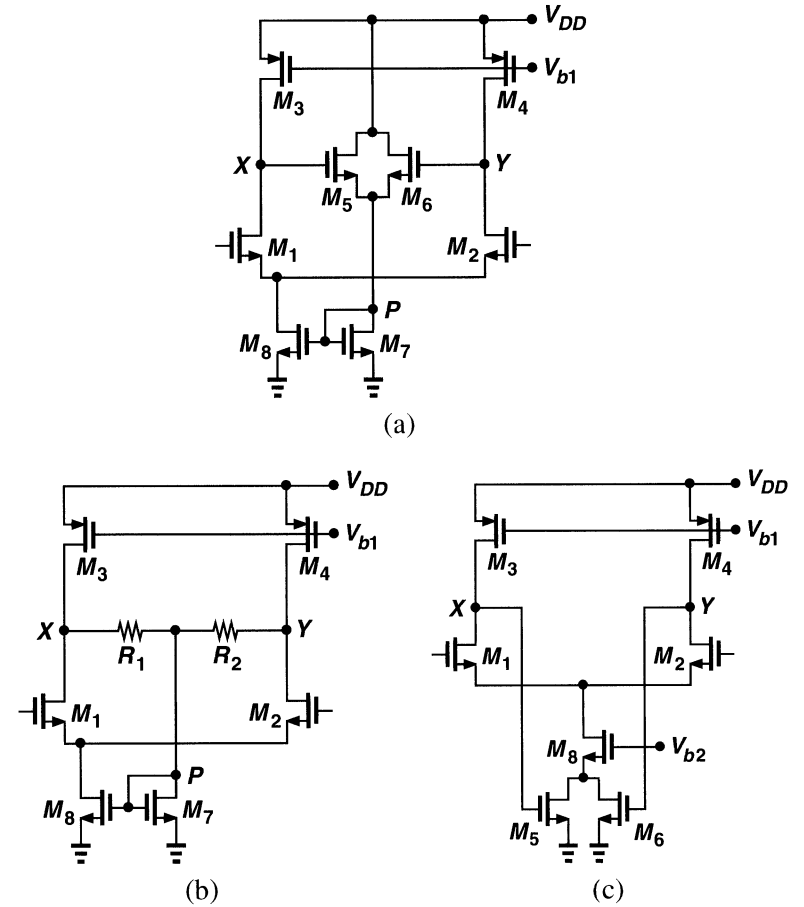 V_DD
V_b1
M_3
M_4
X
Y
M_5
M_6
M_1
M_2
P
M_8
M_7
(a)
V_DD
V_b1
M_3
M_4
X
Y
R_1
R_2
M_1
M_2
P
M_8
M_7
(b)
V_DD
V_b1
M_3
M_4
X
Y
M_1
M_2
M_8
V_b2
M_5
M_6
(c)